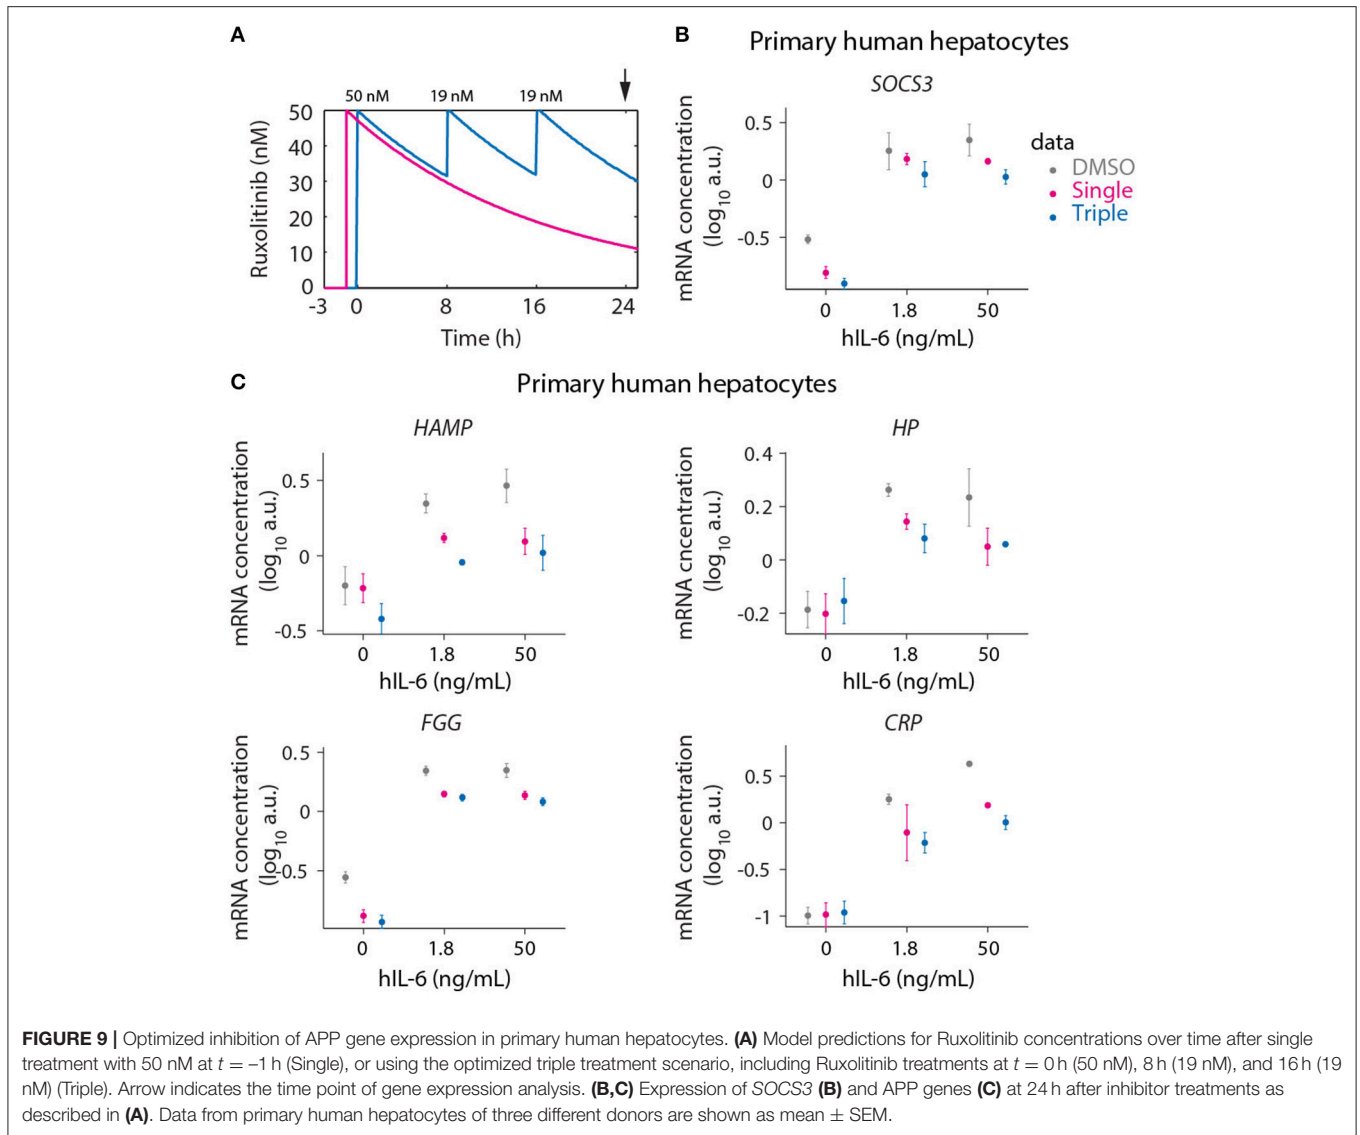 A
50 nM 19 nM 19 nM
50
40
30
20
10
0
Ruxolitinib (nM)
-3 0 8 16 24
Time (h)
B
Primary human hepatocytes
SOCS3
0.5
0
-0.5
mRNA concentration
(log10 a.u.)
0 1.8 50
hIL-6 (ng/mL)
data
DMSO
Single
Triple
C
Primary human hepatocytes
HAMP
0.5
0
-0.5
mRNA concentration
(log10 a.u.)
0 1.8 50
hIL-6 (ng/mL)
HP
0.4
0.2
0
-0.2
mRNA cncentration
(log10 a.u.)
0 1.8 50
hIL-6 (ng/mL)
FGG
0.5
0
-0.5
mRNA concentration
(log10 a.u.)
0 1.8 50
hIL-6 (ng/mL)
CRP
0.5
0
-0.5
-1
mRNA concentration
(log10 a.u.)
0 1.8 50
hIL-6 (ng/mL)
FIGURE 9 | Optimized inhibition of APP gene expression in primary human hepatocytes. (A) Model predictions for Ruxolitinib concentrations over time after single
treatment with 50 nM at t = –1 h (Single), or using the optimized triple treatment scenario, including Ruxolitinib treatments at t = 0 h (50 nM), 8 h (19 nM), and 16 h (19
nM) (Triple). Arrow indicates the time point of gene expression analysis. (B,C) Expression of SOCS3 (B) and APP genes (C) at 24 h after inhibitor treatments as
described in (A). Data from primary human hepatocytes of three different donors are shown as mean ± SEM.